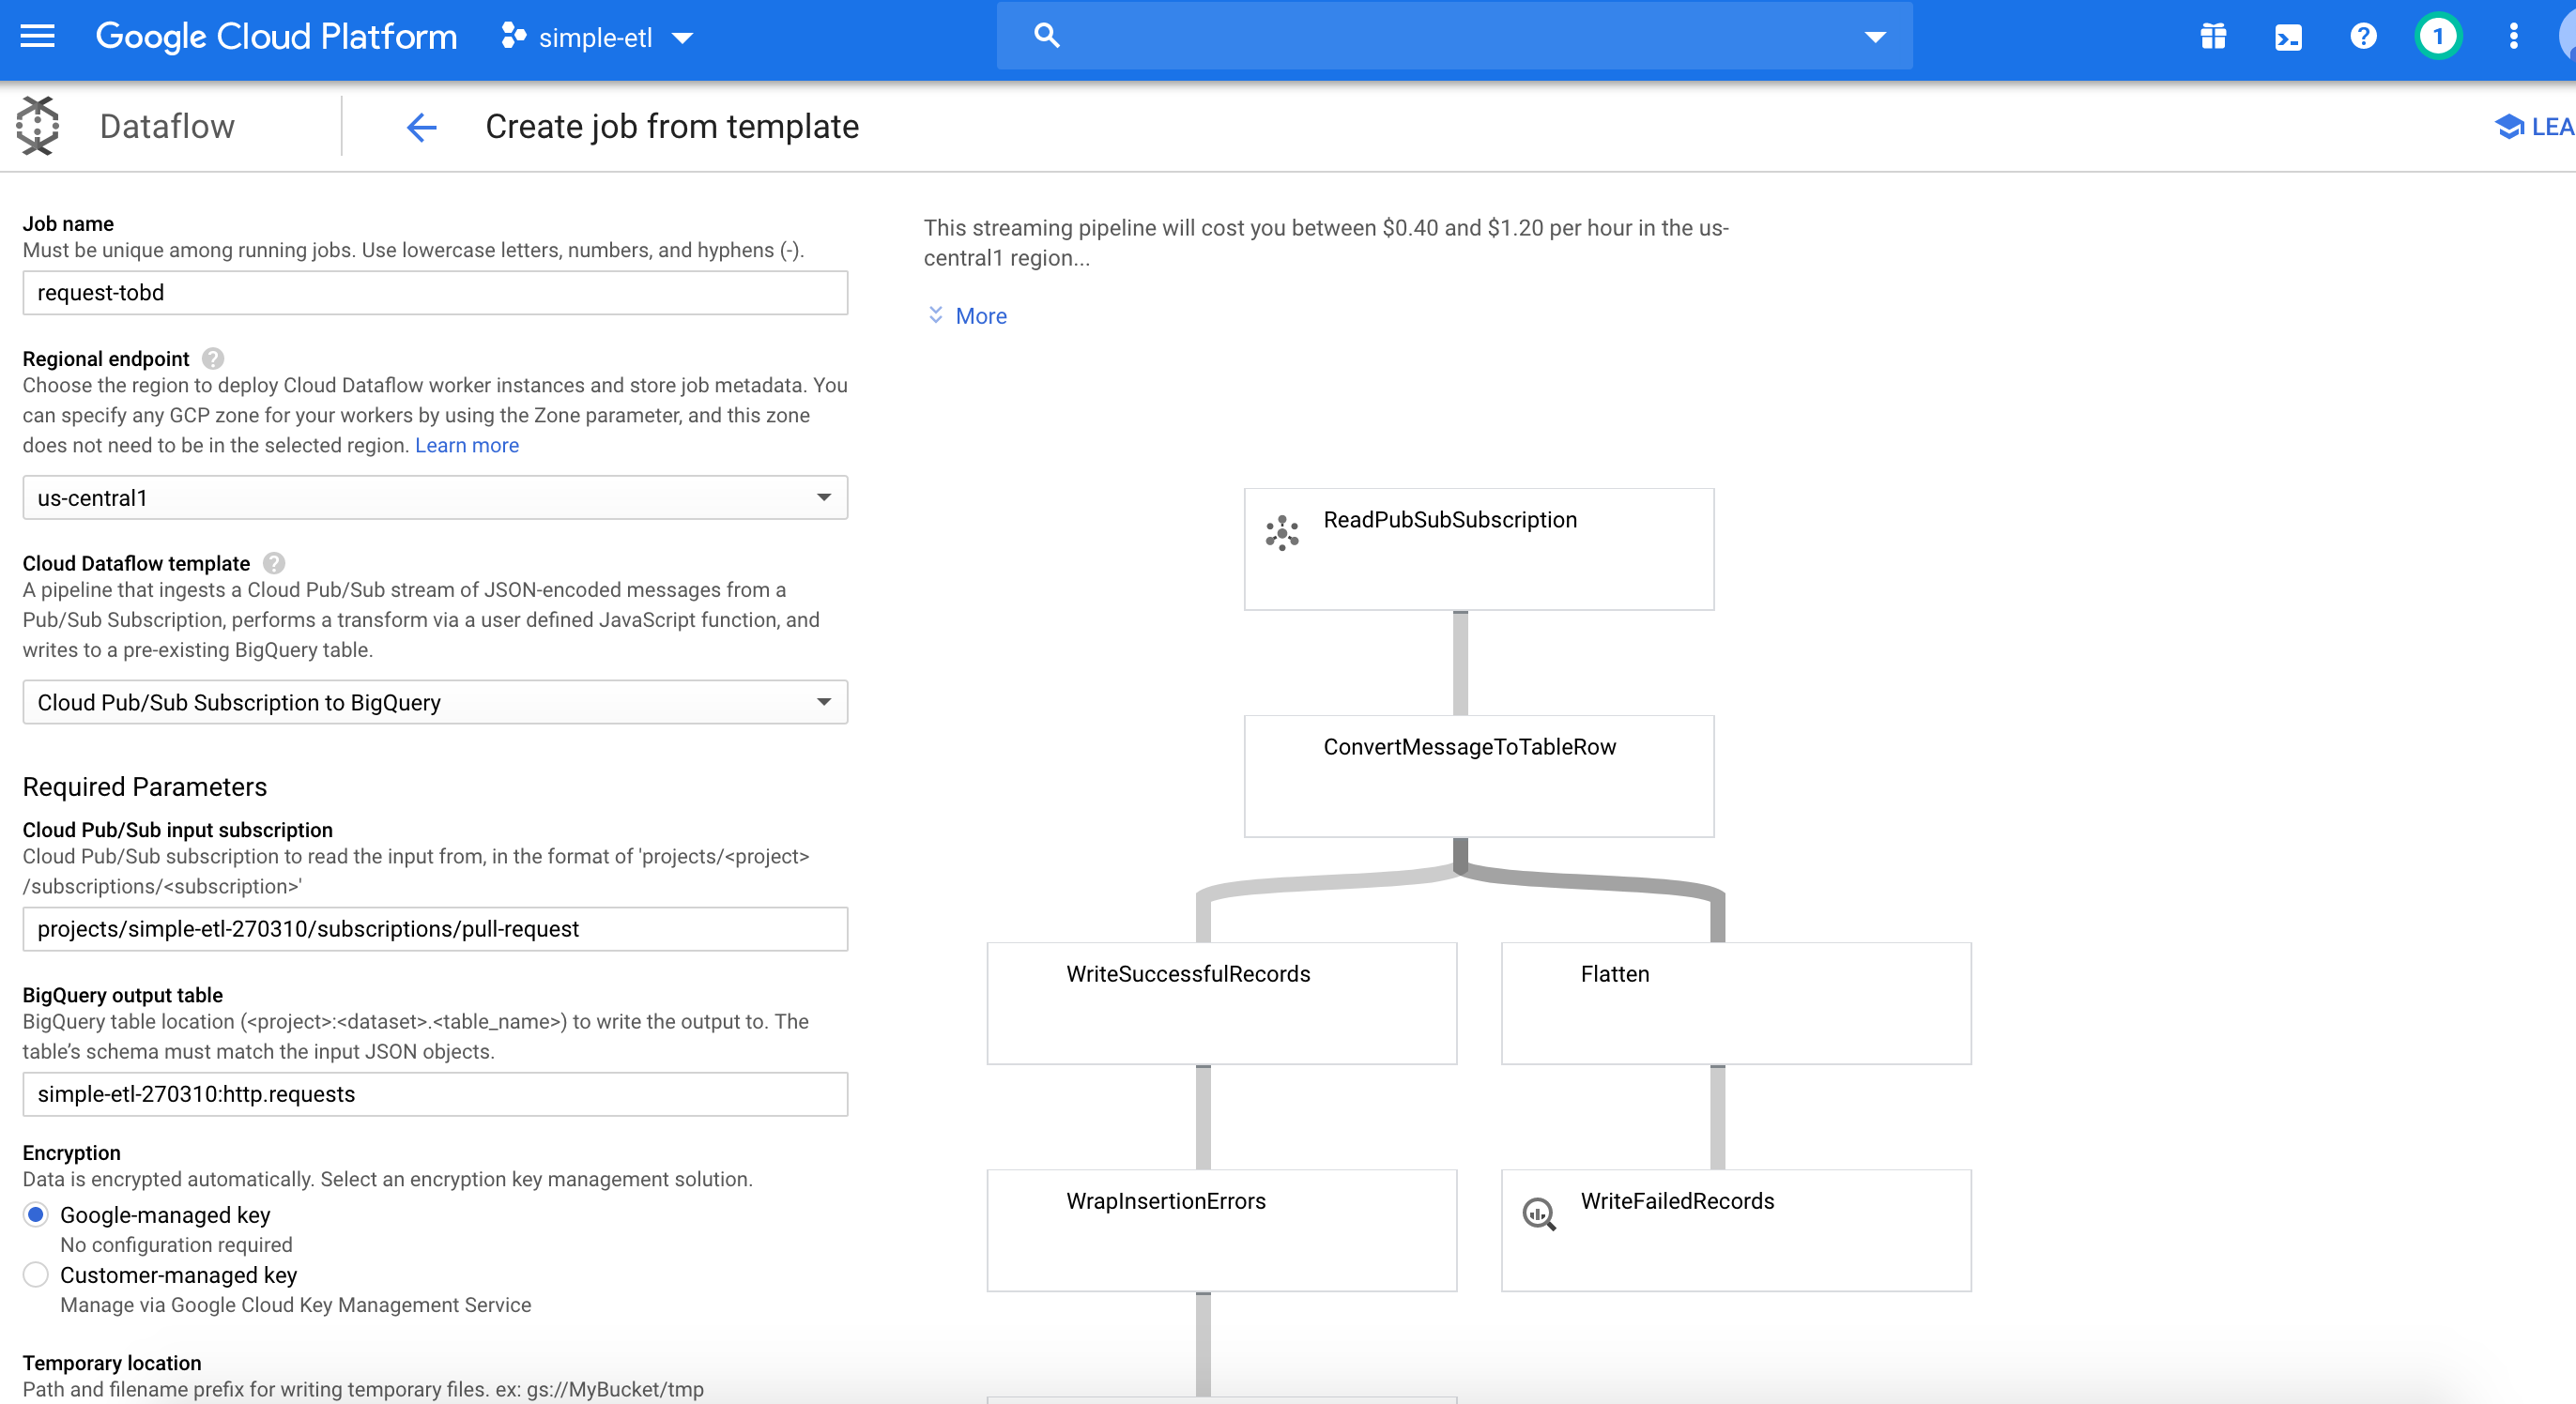 Google Cloud Platform
simple-etl
1
Dataflow
Create job from template
LEA
Job name
Must be unique among running jobs. Use lowercase letters, numbers, and hyphens (-).
request-tobd
Regional endpoint
Choose the region to deploy Cloud Dataflow worker instances and store job metadata. You
can specify any GCP zone for your workers by using the Zone parameter, and this zone
does not need to be in the selected region. Learn more
us-central1
Cloud Dataflow template
A pipeline that ingests a Cloud Pub/Sub stream of JSON-encoded messages from a
Pub/Sub Subscription, performs a transform via a user defined JavaScript function, and
writes to a pre-existing BigQuery table.
Cloud Pub/Sub Subscription to BigQuery
Required Parameters
Cloud Pub/Sub input subscription
Cloud Pub/Sub subscription to read the input from, in the format of 'projects/<project>
/subscriptions/<subscription>'
projects/simple-etl-270310/subscriptions/pull-request
BigQuery output table
BigQuery table location (<project>:<dataset>.<table_name>) to write the output to. The
table’s schema must match the input JSON objects.
simple-etl-270310:http.requests
Encryption
Data is encrypted automatically. Select an encryption key management solution.
Google-managed key
No configuration required
Customer-managed key
Manage via Google Cloud Key Management Service
Temporary location
Path and filename prefix for writing temporary files. ex: gs://MyBucket/tmp
This streaming pipeline will cost you between $0.40 and $1.20 per hour in the us-
central1 region...
More
ReadPubSubSubscription
ConvertMessageToTableRow
WriteSuccessfulRecords
Flatten
WrapInsertionErrors
WriteFailedRecords